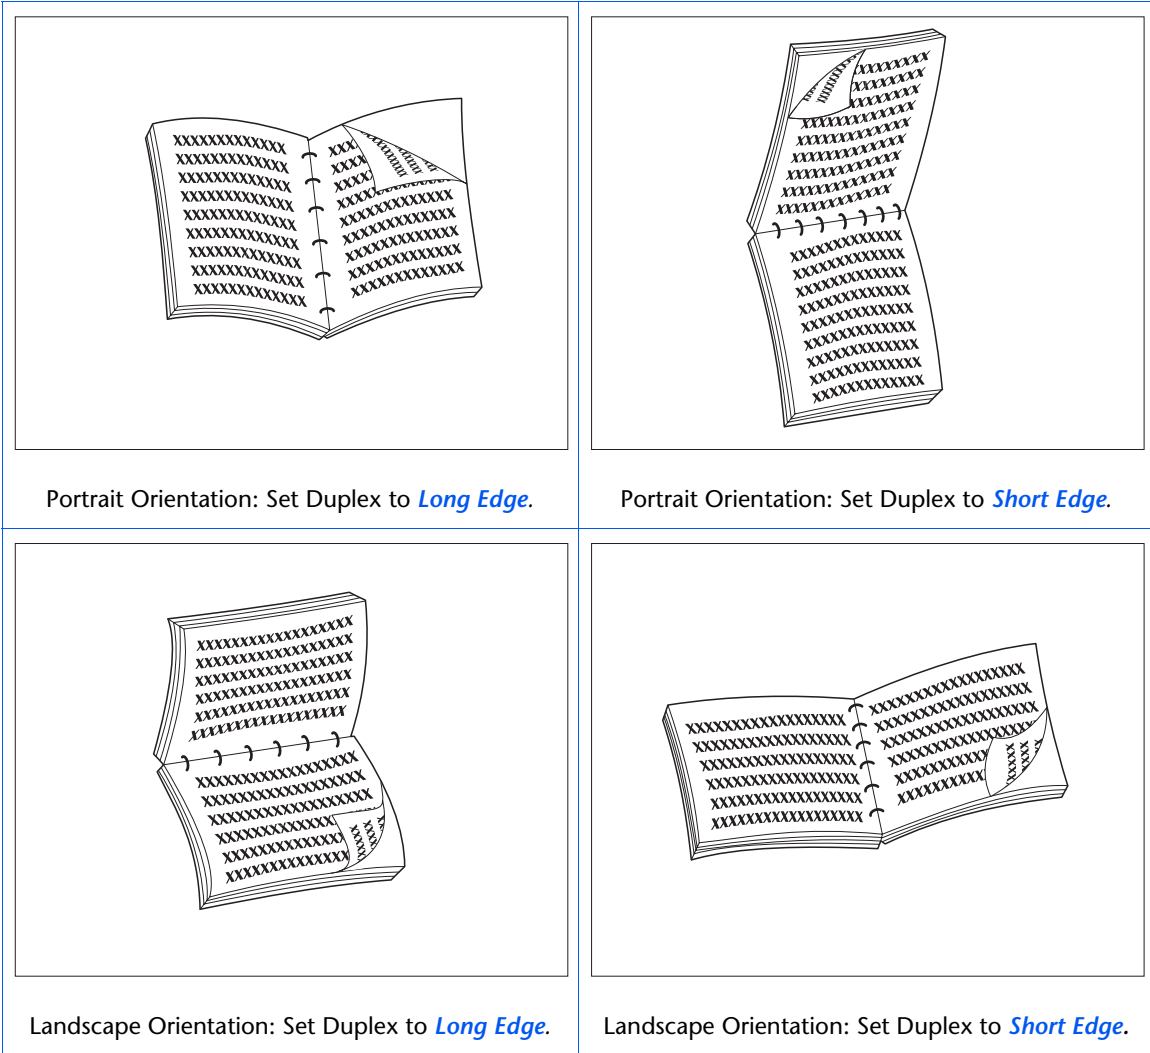 Portrait Orientation: Set Duplex to Long Edge.
Portrait Orientation: Set Duplex to Short Edge.
Landscape Orientation: Set Duplex to Long Edge.
Landscape Orientation: Set Duplex to Short Edge.